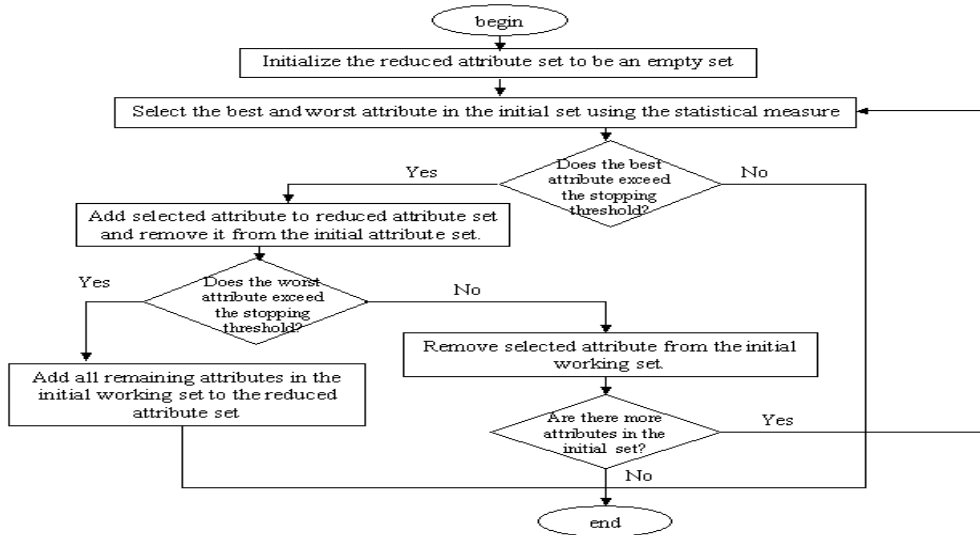 begin
Initialize the reduced attribute set to be an empty set
Select the best and worst attribute in the initial set using the statistical measure
Does the best
attribute exceed
the stopping
threshold?
Yes
No
Add selected attribute to reduced attribute set
and remove it from the initial attribute set.
Does the worst
attribute exceed
the stopping
threshold?
Yes
No
Add all remaining attributes in the
initial working set to the reduced
attribute set
Remove selected attribute from the initial
working set.
Are there more
attributes in the
initial set?
Yes
No
end